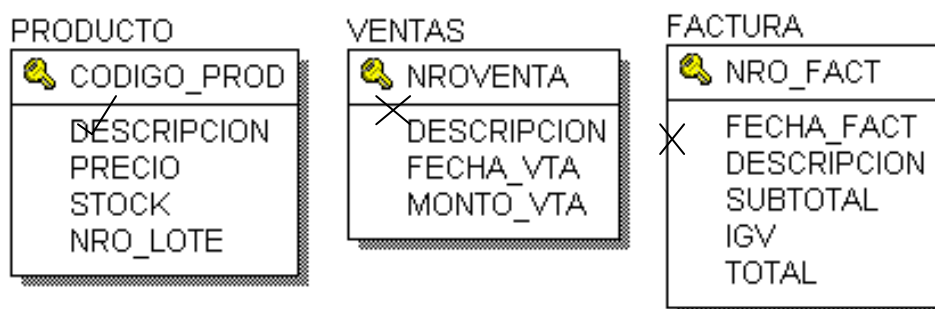 PRODUCTO
CODIGO_PROD
DESCRIPCION
PRECIO
STOCK
NRO_LOTE
VENTAS
NROVENTA
DESCRIPCION
FECHA_VTA
MONTO_VTA
FACTURA
NRO_FACT
FECHA_FACT
DESCRIPCION
SUBTOTAL
IGV
TOTAL